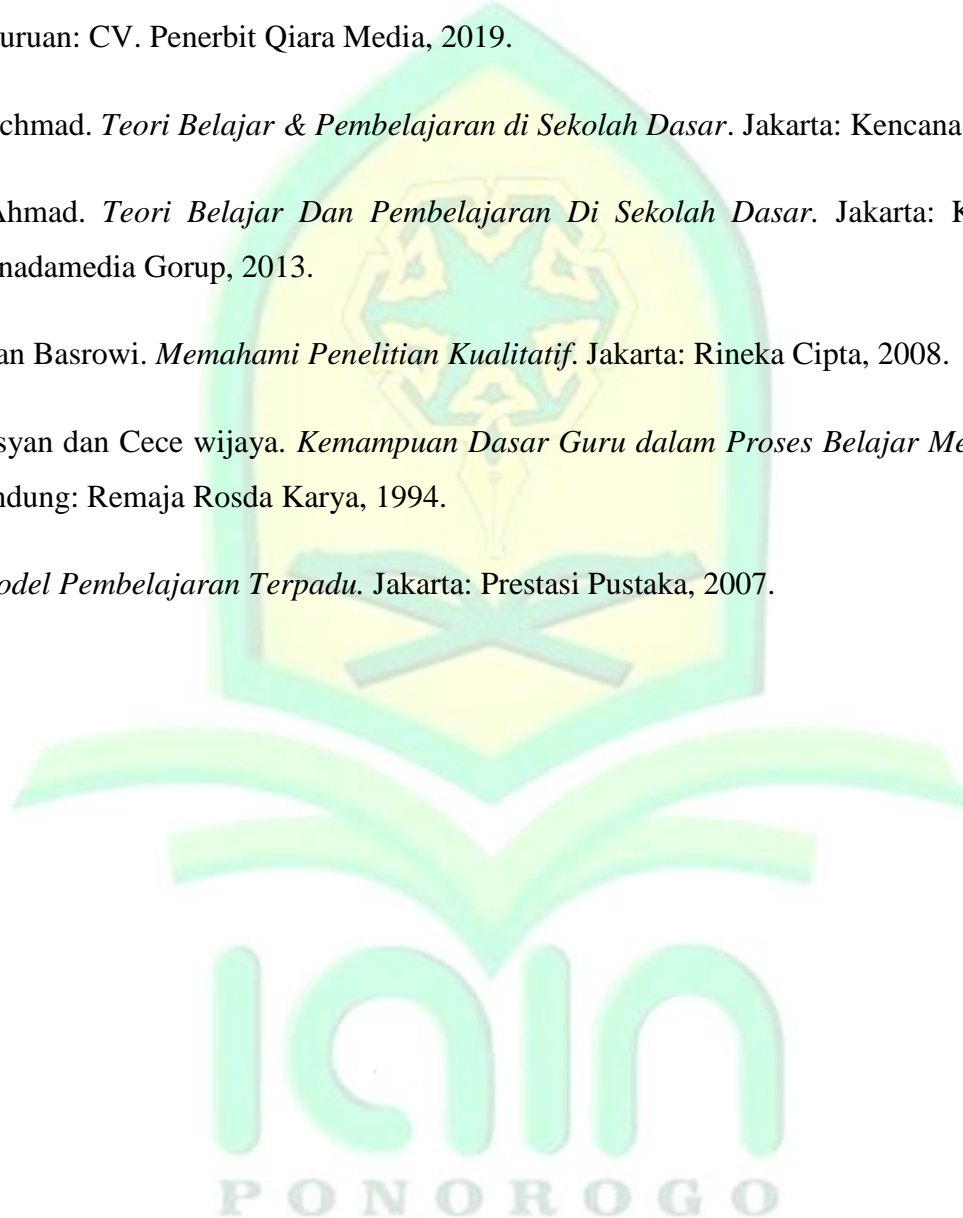 uruan: CV. Penerbit Qiara Media, 2019.
chmad. Teori Belajar & Pembelajaran di Sekolah Dasar. Jakarta: Kencana
Ahmad. Teori Belajar Dan Pembelajaran Di Sekolah Dasar. Jakarta: K
nadamedia Gorup, 2013.
an Basrowi. Memahami Penelitian Kualitatif. Jakarta: Rineka Cipta, 2008.
syan dan Cece wijaya. Kemampuan Dasar Guru dalam Proses Belajar Me
ndung: Remaja Rosda Karya, 1994.
odel Pembelajaran Terpadu. Jakarta: Prestasi Pustaka, 2007.
iain
PONOROGO